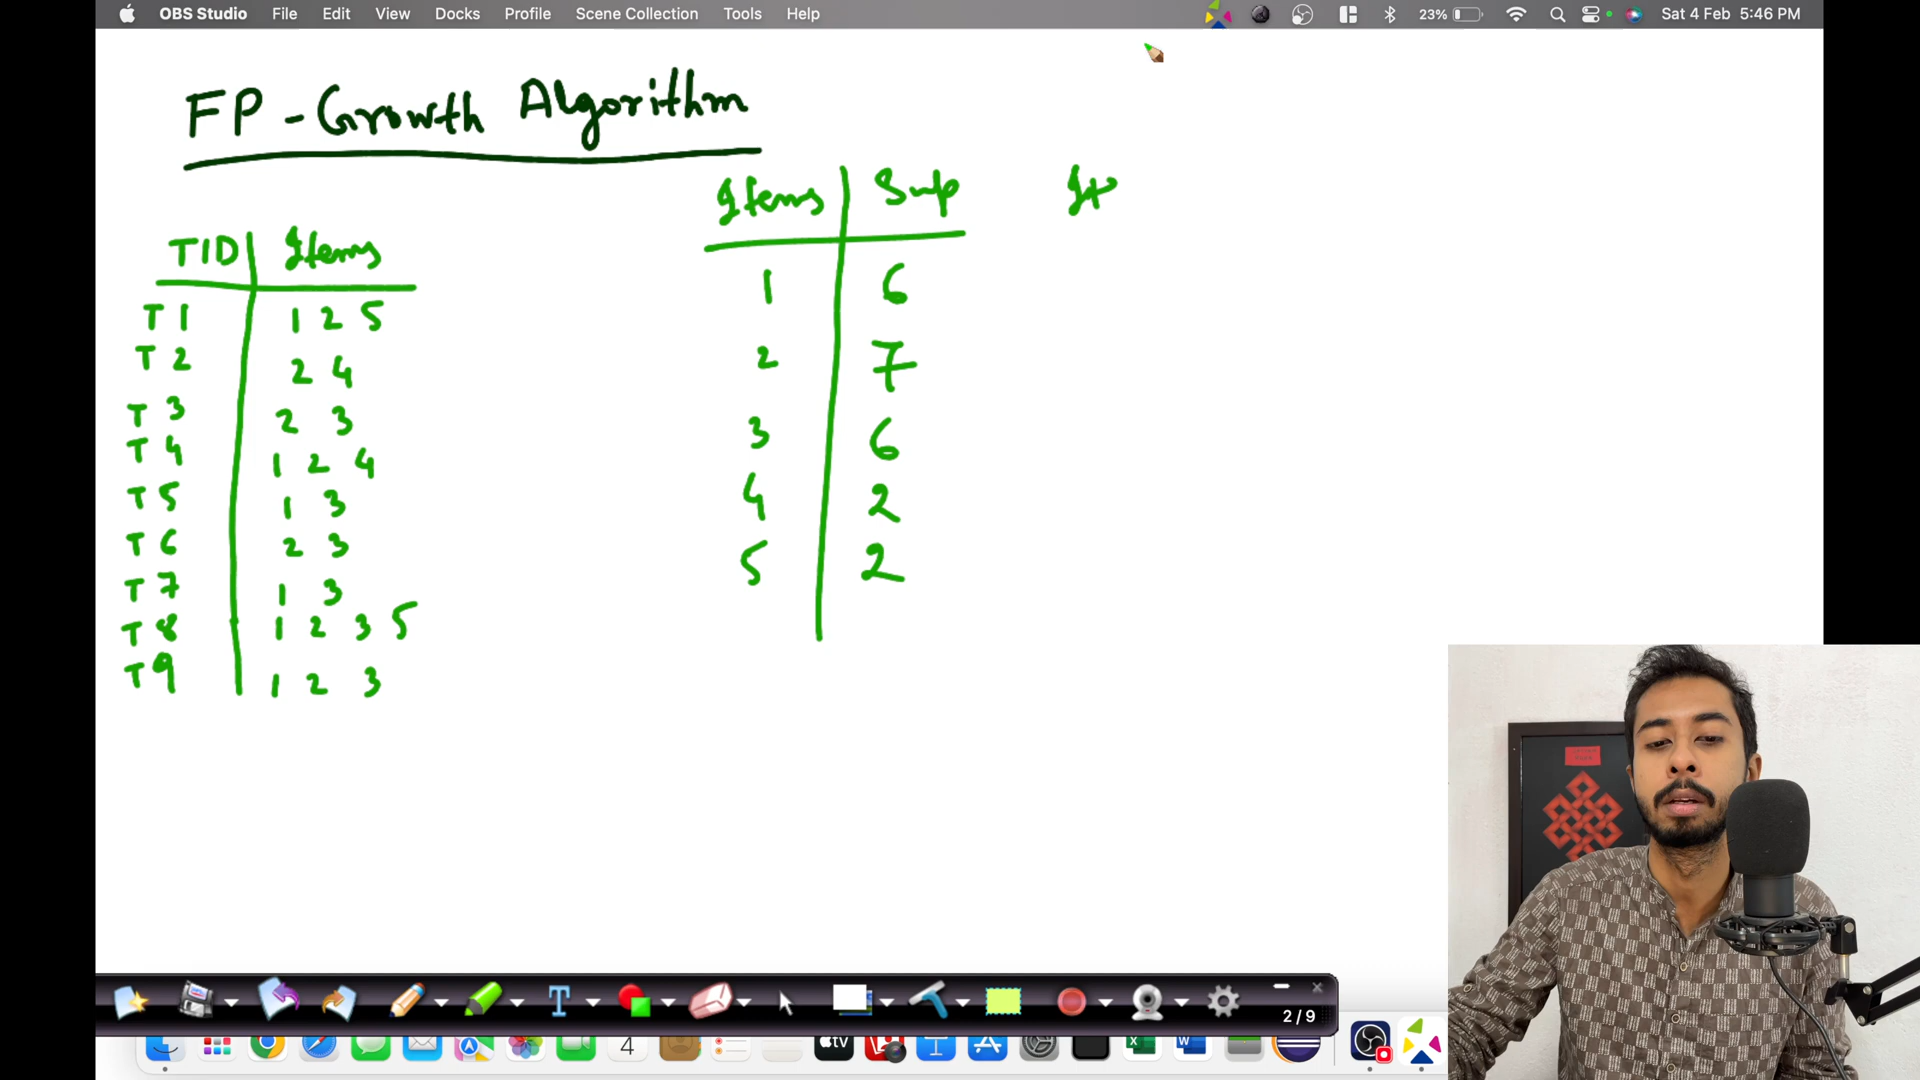 OBS Studio File Edit View Docks Profile Scene Collection Tools Help 23% Sat 4 Feb 5:46 PM
FP - Growth Algorithm
TID Items
T1 1 2 5
T2 2 4
T3 2 3
T4 1 2 4
T5 1 3
T6 2 3
T7 1 3
T8 1 2 3 5
T9 1 2 3
Items Sup
1 6
2 7
3 6
4 2
5 2
It
T
2 / 9
4
tv